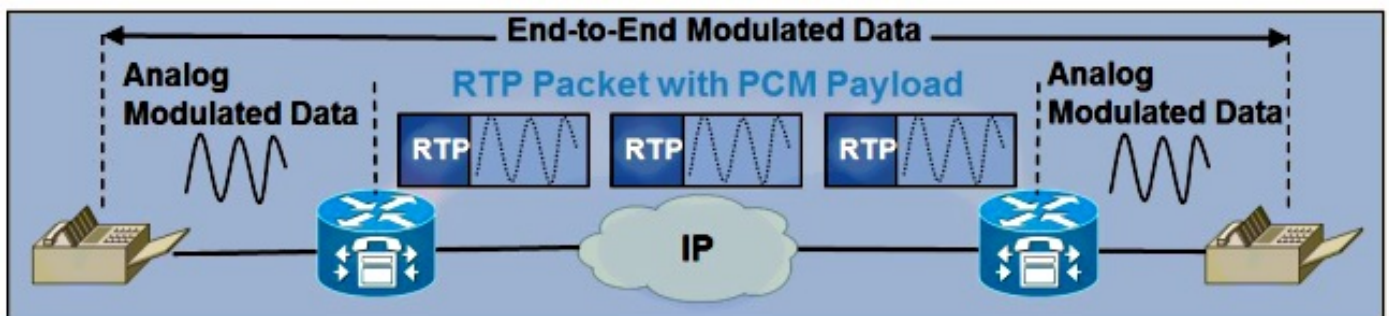 End-to-End Modulated Data
Analog
Modulated Data
RTP Packet with PCM Payload
Analog
Modulated Data
RTP
RTP
RTP
IP